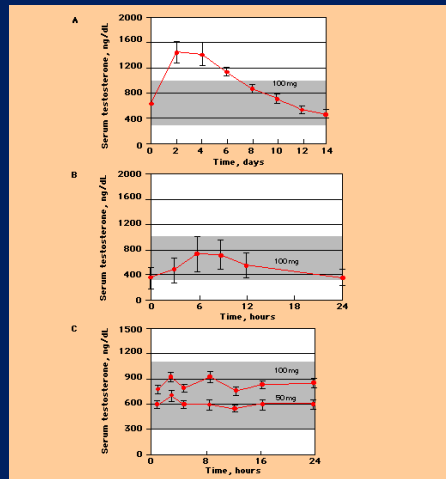 A
Serum testosterone, ng/dL
2000
1600
1200
800
400
0
100 mg
0 2 4 6 8 10 12 14
Time, days
B
Serum testosterone, ng/dL
2000
1600
1200
800
400
0
100 mg
0 6 12 18 24
Time, hours
C
Serum testosterone, ng/dL
1500
1200
900
600
300
0
100 mg
50 mg
0 8 16 24
Time, hours